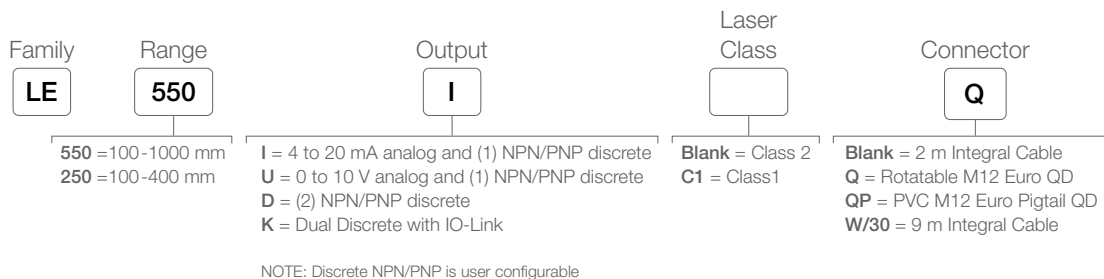 Family
Range
Output
Laser
Class
Connector
LE
550
I
Q
550 =100-1000 mm
250 =100-400 mm
I = 4 to 20 mA analog and (1) NPN/PNP discrete
U = 0 to 10 V analog and (1) NPN/PNP discrete
D = (2) NPN/PNP discrete
K = Dual Discrete with IO-Link
Blank = Class 2
C1 = Class1
Blank = 2 m Integral Cable
Q = Rotatable M12 Euro QD
QP = PVC M12 Euro Pigtail QD
W/30 = 9 m Integral Cable
NOTE: Discrete NPN/PNP is user configurable